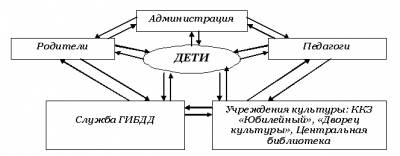 Администрация
Родители
Педагоги
ДЕТИ
Служба ГИБДД
Учреждения культуры: ККЗ
«Юбилейный», «Дворец
культуры», Центральная
библиотека